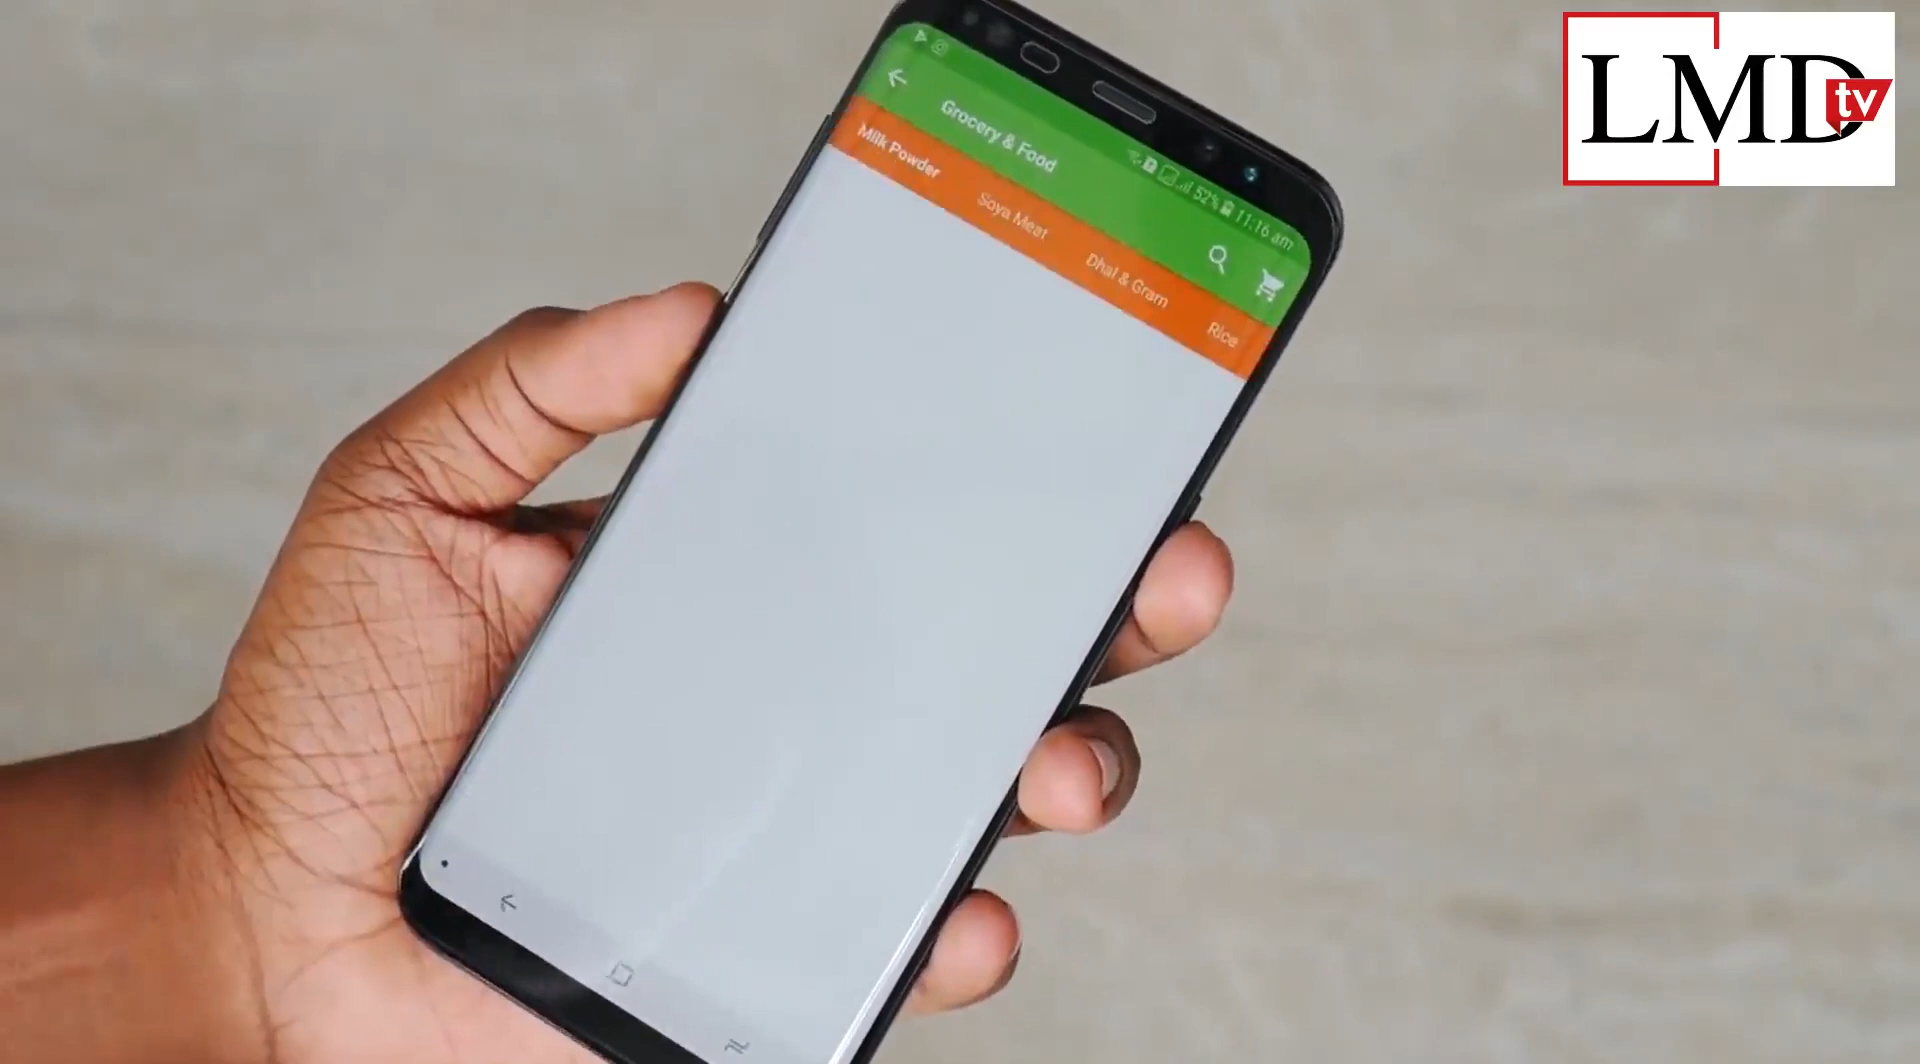 LMD
tv
52% 11:16 am
Grocery & Food
Milk Powder
Soya Meat
Dhal & Gram
Rice